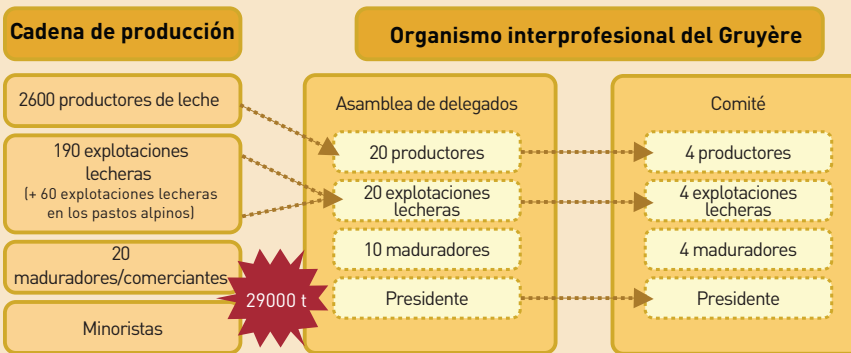 Cadena de producción
Organismo interprofesional del Gruyère
2600 productores de leche
190 explotaciones
lecheras
(+ 60 explotaciones lecheras
en los pastos alpinos)
20
maduradores/comerciantes
Minoristas
29000 t
Asamblea de delegados
20 productores
20 explotaciones
lecheras
10 maduradores
Presidente
Comité
4 productores
4 explotaciones
lecheras
4 maduradores
Presidente